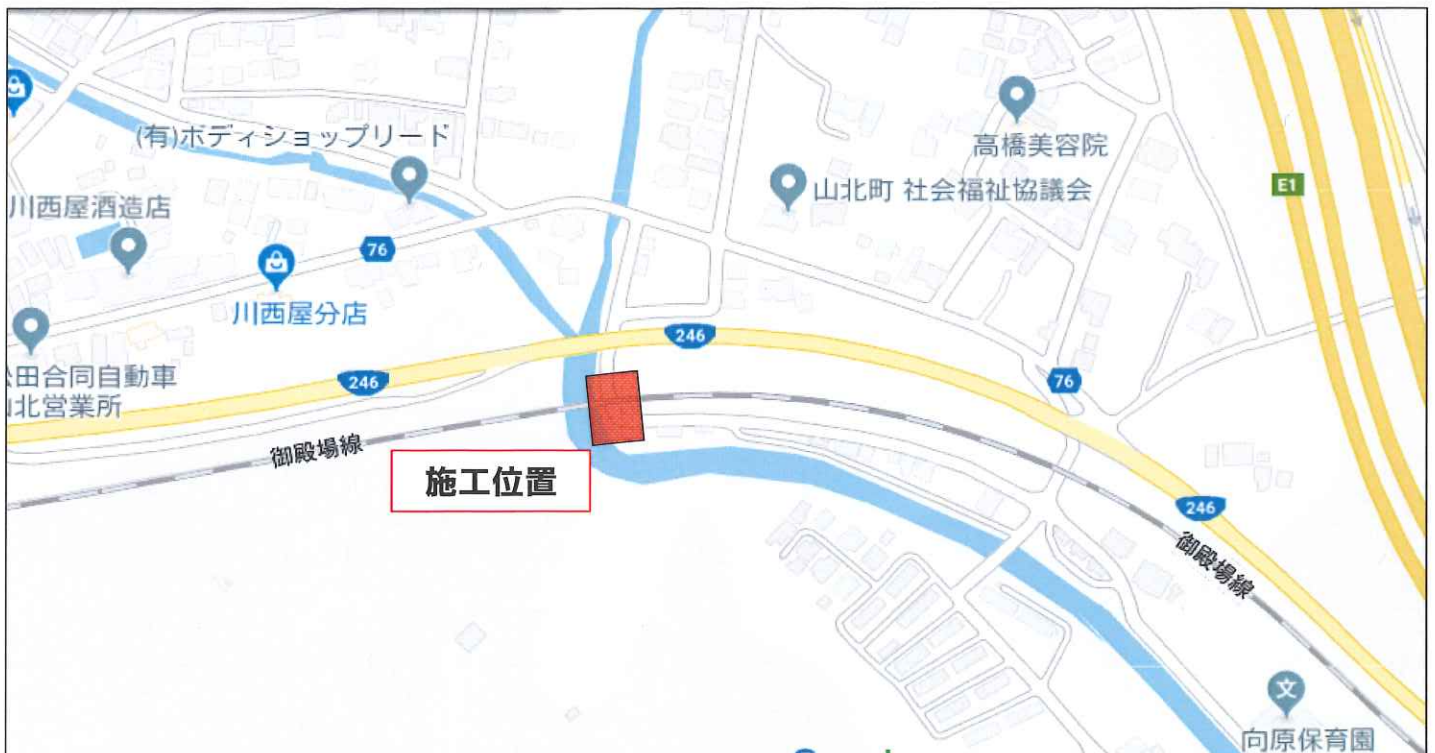 (有)ボディショップリード
高橋美容院
山北町 社会福祉協議会
E1
川西屋酒造店
76
川西屋分店
246
田合同自動車
北営業所
246
76
御殿場線
施工位置
246
御殿場線
向原保育園